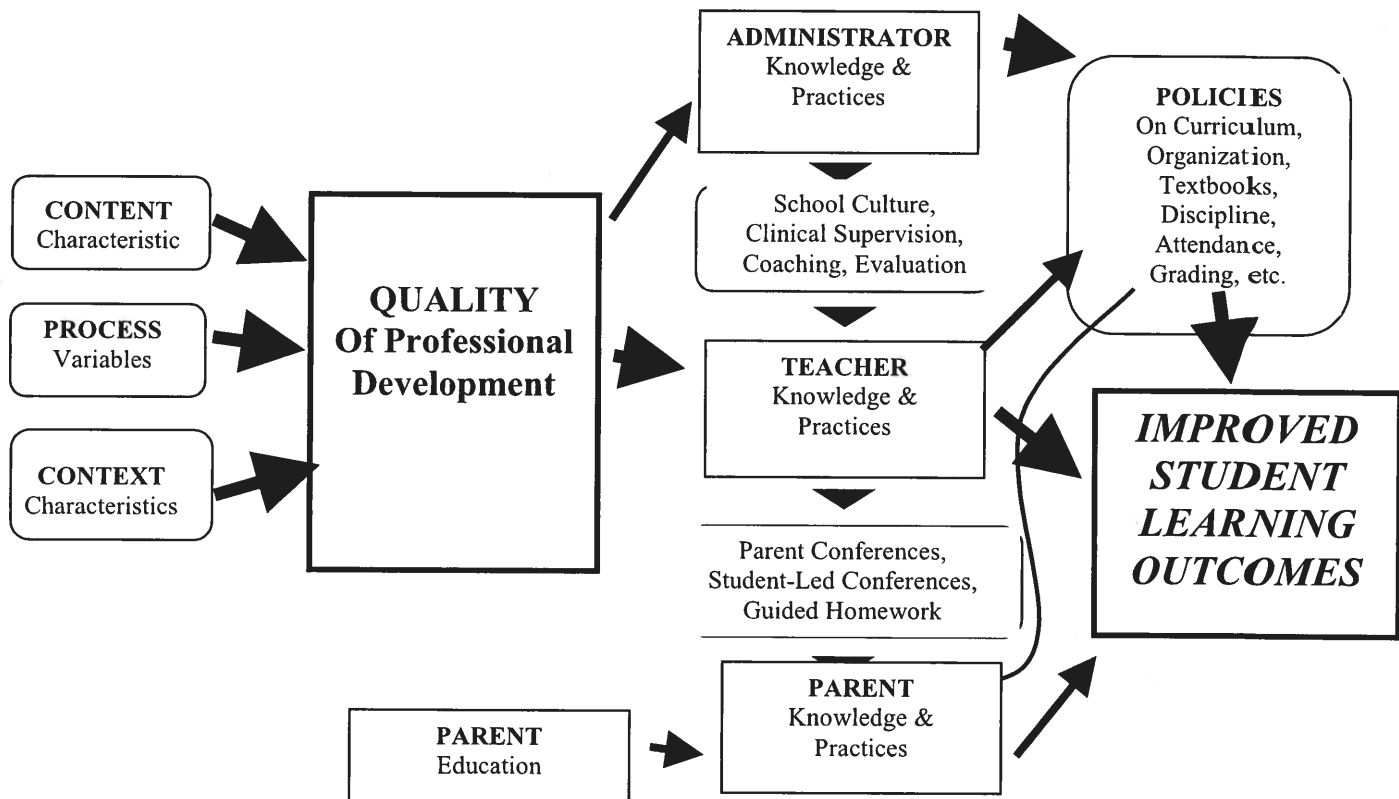 CONTENT
Characteristic
PROCESS
Variables
CONTEXT
Characteristics
QUALITY
Of Professional
Development
ADMINISTRATOR
Knowledge &
Practices
School Culture,
Clinical Supervision,
Coaching, Evaluation
TEACHER
Knowledge &
Practices
Parent Conferences,
Student-Led Conferences,
Guided Homework
PARENT
Education
PARENT
Knowledge &
Practices
POLICIES
On Curriculum,
Organization,
Textbooks,
Discipline,
Attendance,
Grading, etc.
IMPROVED
STUDENT
LEARNING
OUTCOMES